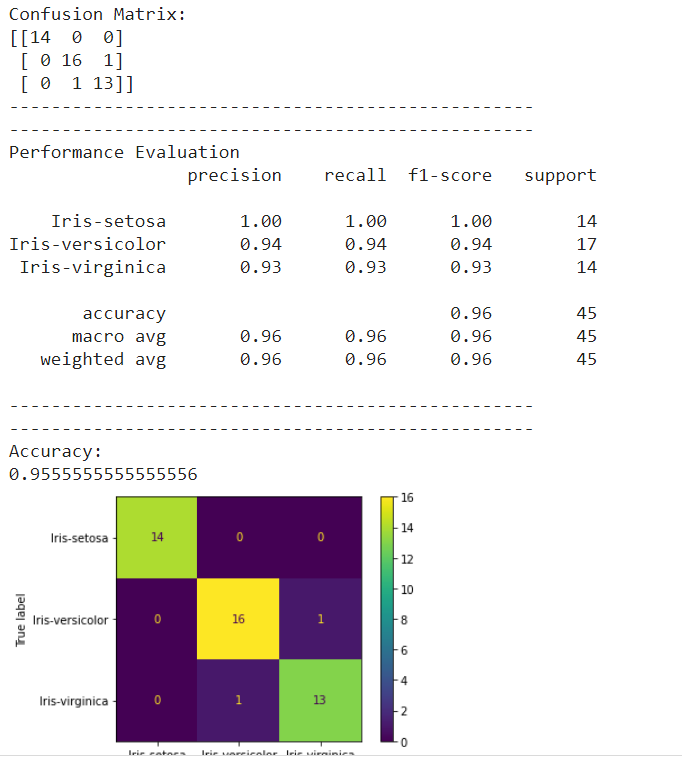 Confusion Matrix:
[[14  0  0]
 [ 0 16  1]
 [ 0  1 13]]
--------------------------------------------------
--------------------------------------------------
Performance Evaluation
precision recall f1-score support
Iris-setosa 1.00 1.00 1.00 14
Iris-versicolor 0.94 0.94 0.94 17
Iris-virginica 0.93 0.93 0.93 14
accuracy 0.96 45
macro avg 0.96 0.96 0.96 45
weighted avg 0.96 0.96 0.96 45
--------------------------------------------------
--------------------------------------------------
Accuracy:
0.9555555555555556
16
Iris-setosa 14 0 0
14
12
10
True label
Iris-versicolor 0 16 1
8
6
4
Iris-virginica 0 1 13
2
0
Iris-setosa Iris-versicolor Iris-virginica